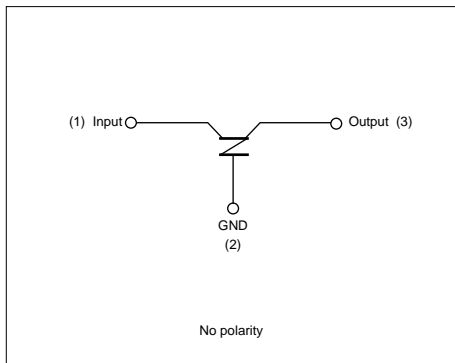 (1) Input Output (3)
GND
(2)
No polarity